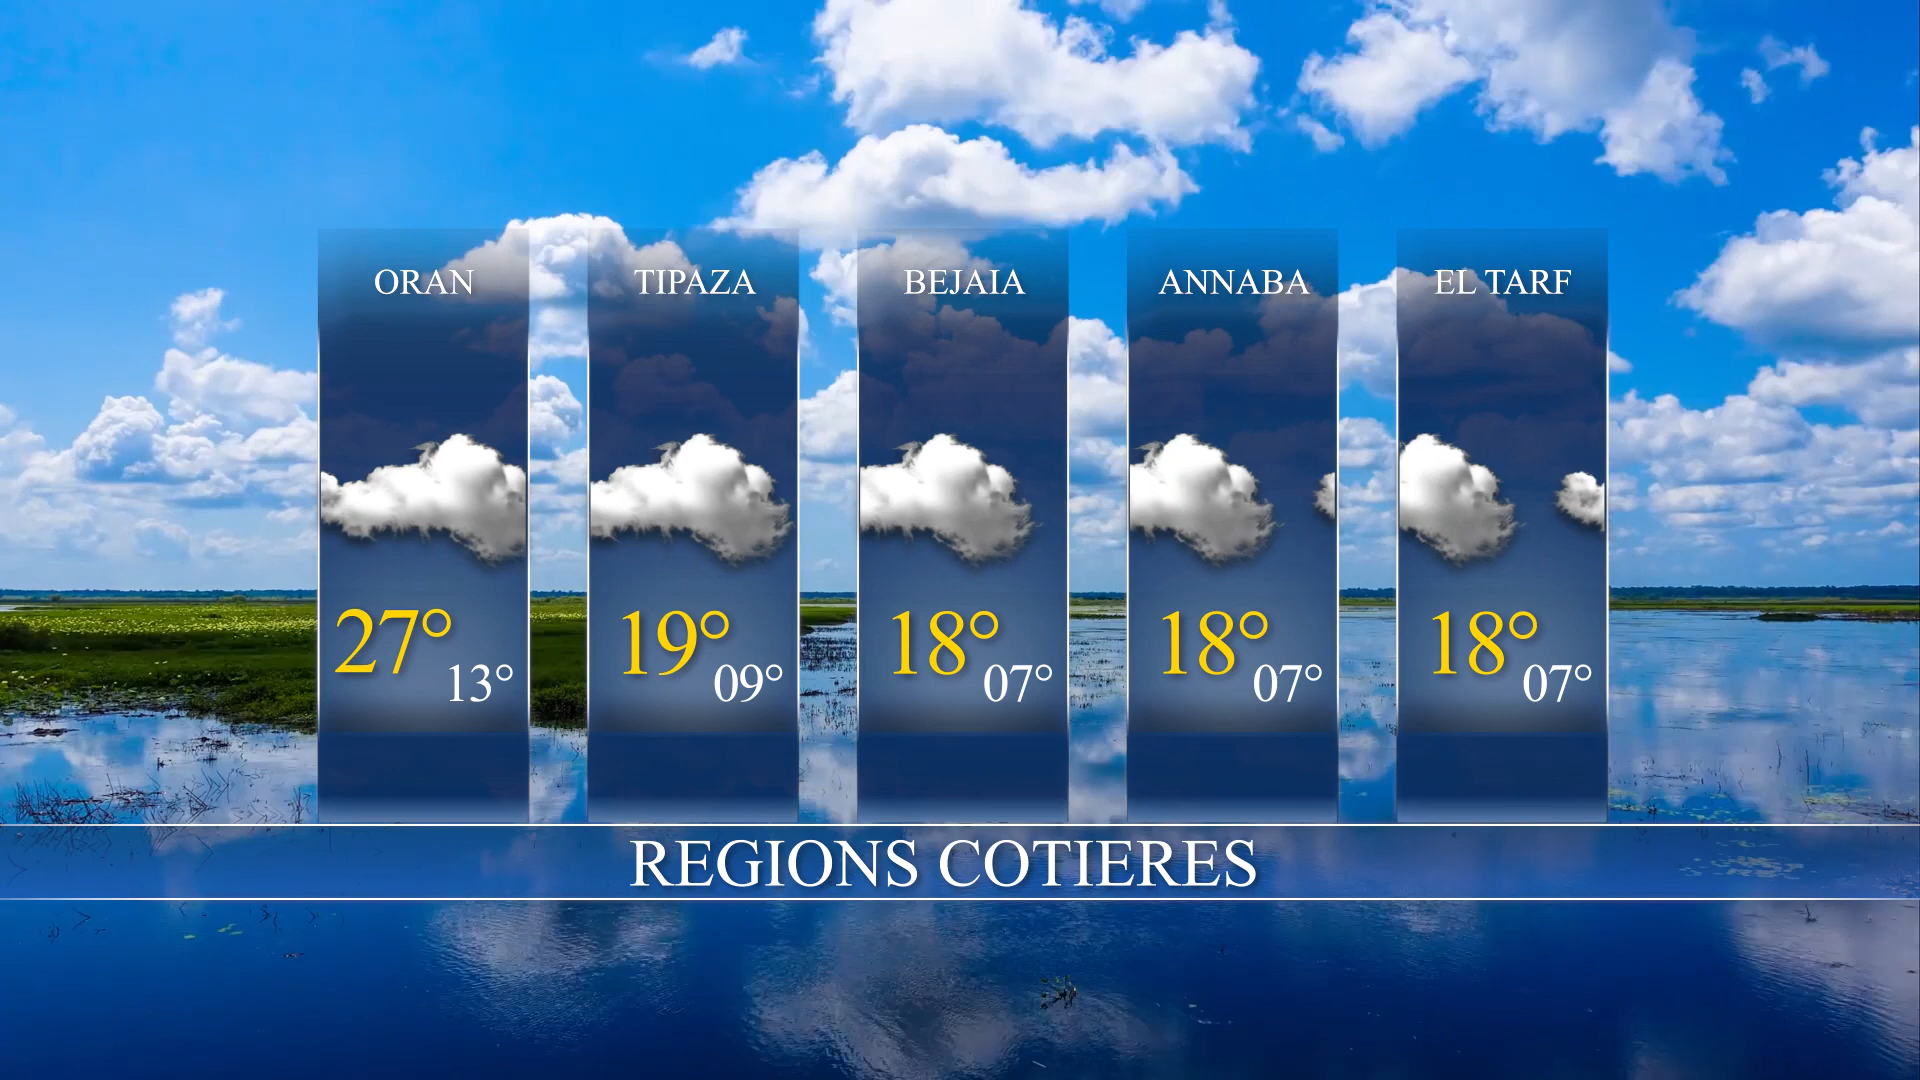 ORAN
27°
13°
TIPAZA
19°
09°
BEJAIA
18°
07°
ANNABA
18°
07°
EL TARF
18°
07°
REGIONS COTIERES